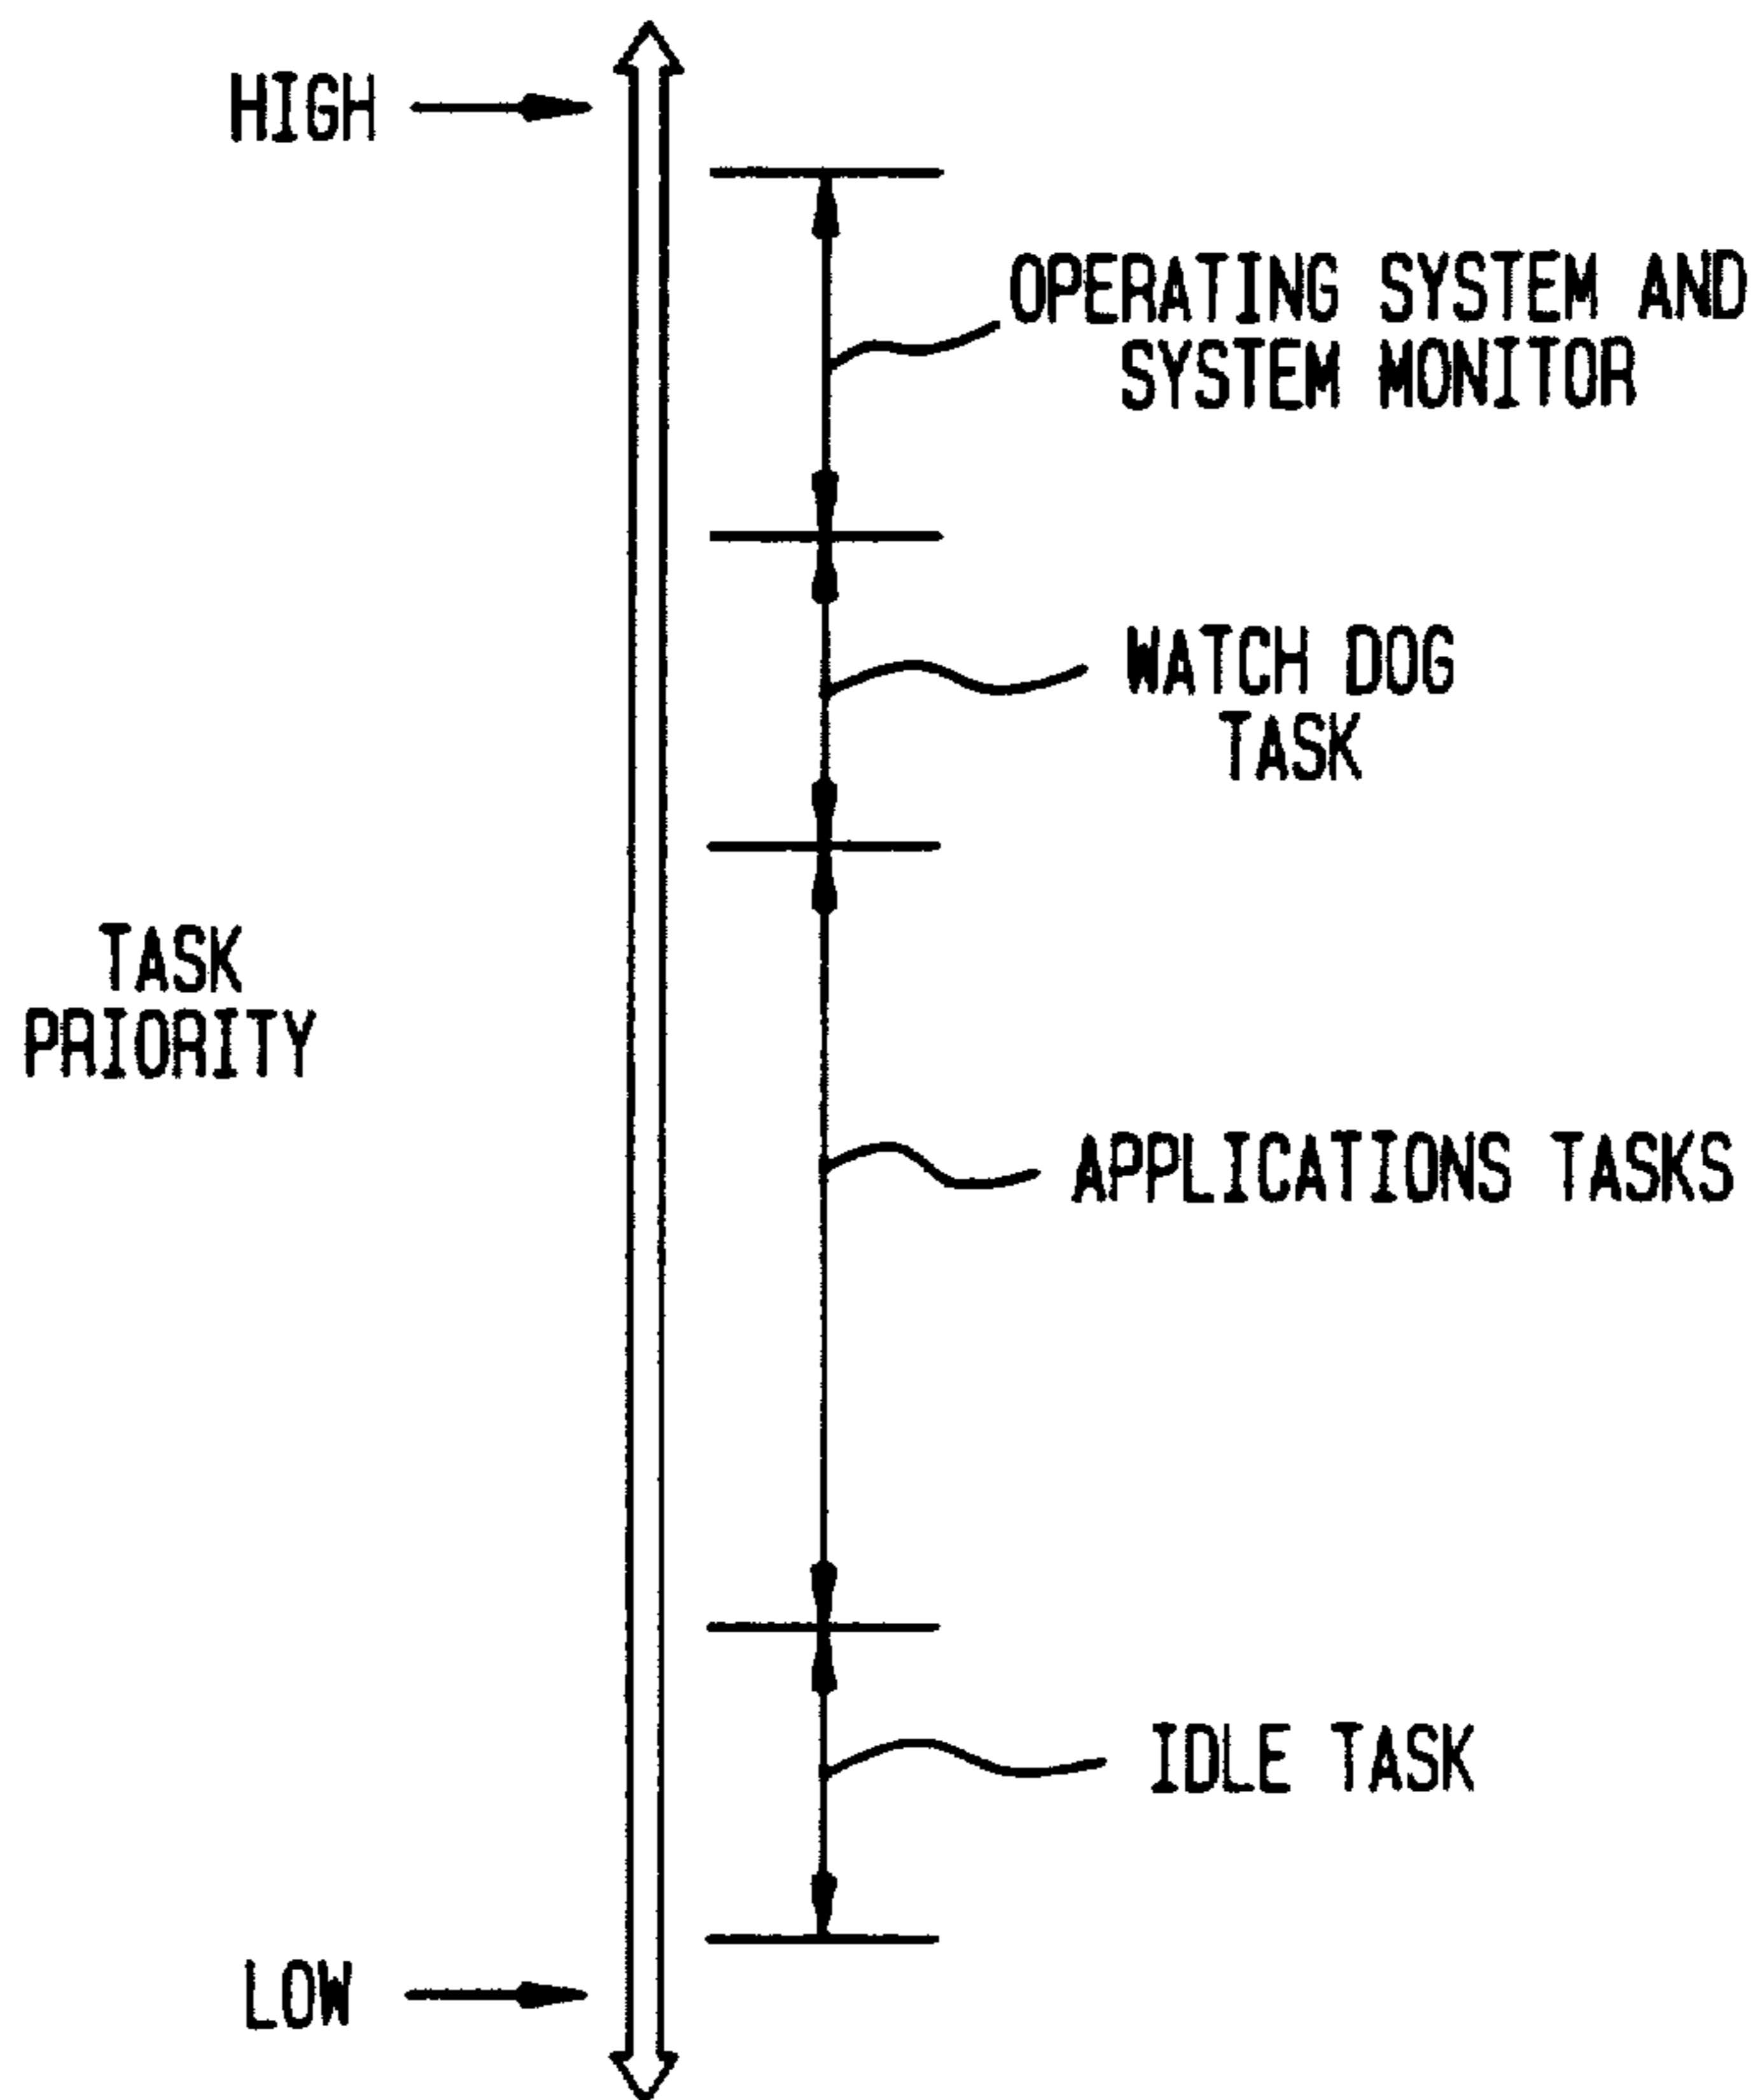 HIGH
OPERATING SYSTEM AND
SYSTEM MONITOR
WATCH DOG
TASK
TASK
PRIORITY
APPLICATIONS TASKS
IDLE TASK
LOW